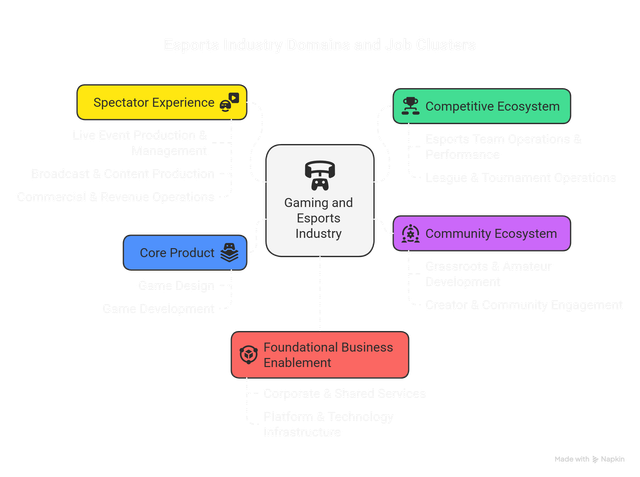 Esports Industry Domains and Job Clusters
Spectator Experience
Live Event Production &
Management
Broadcast & Content Production
Commercial & Revenue Operations
Competitive Ecosystem
Esports Team Operations &
Performance
League & Tournament Operations
Gaming and
Esports
Industry
Core Product
Game Design
Game Development
Community Ecosystem
Grassroots & Amateur
Development
Creator & Community Engagement
Foundational Business
Enablement
Corporate & Shared Services
Platform & Technology
Infrastructure
Made with Napkin